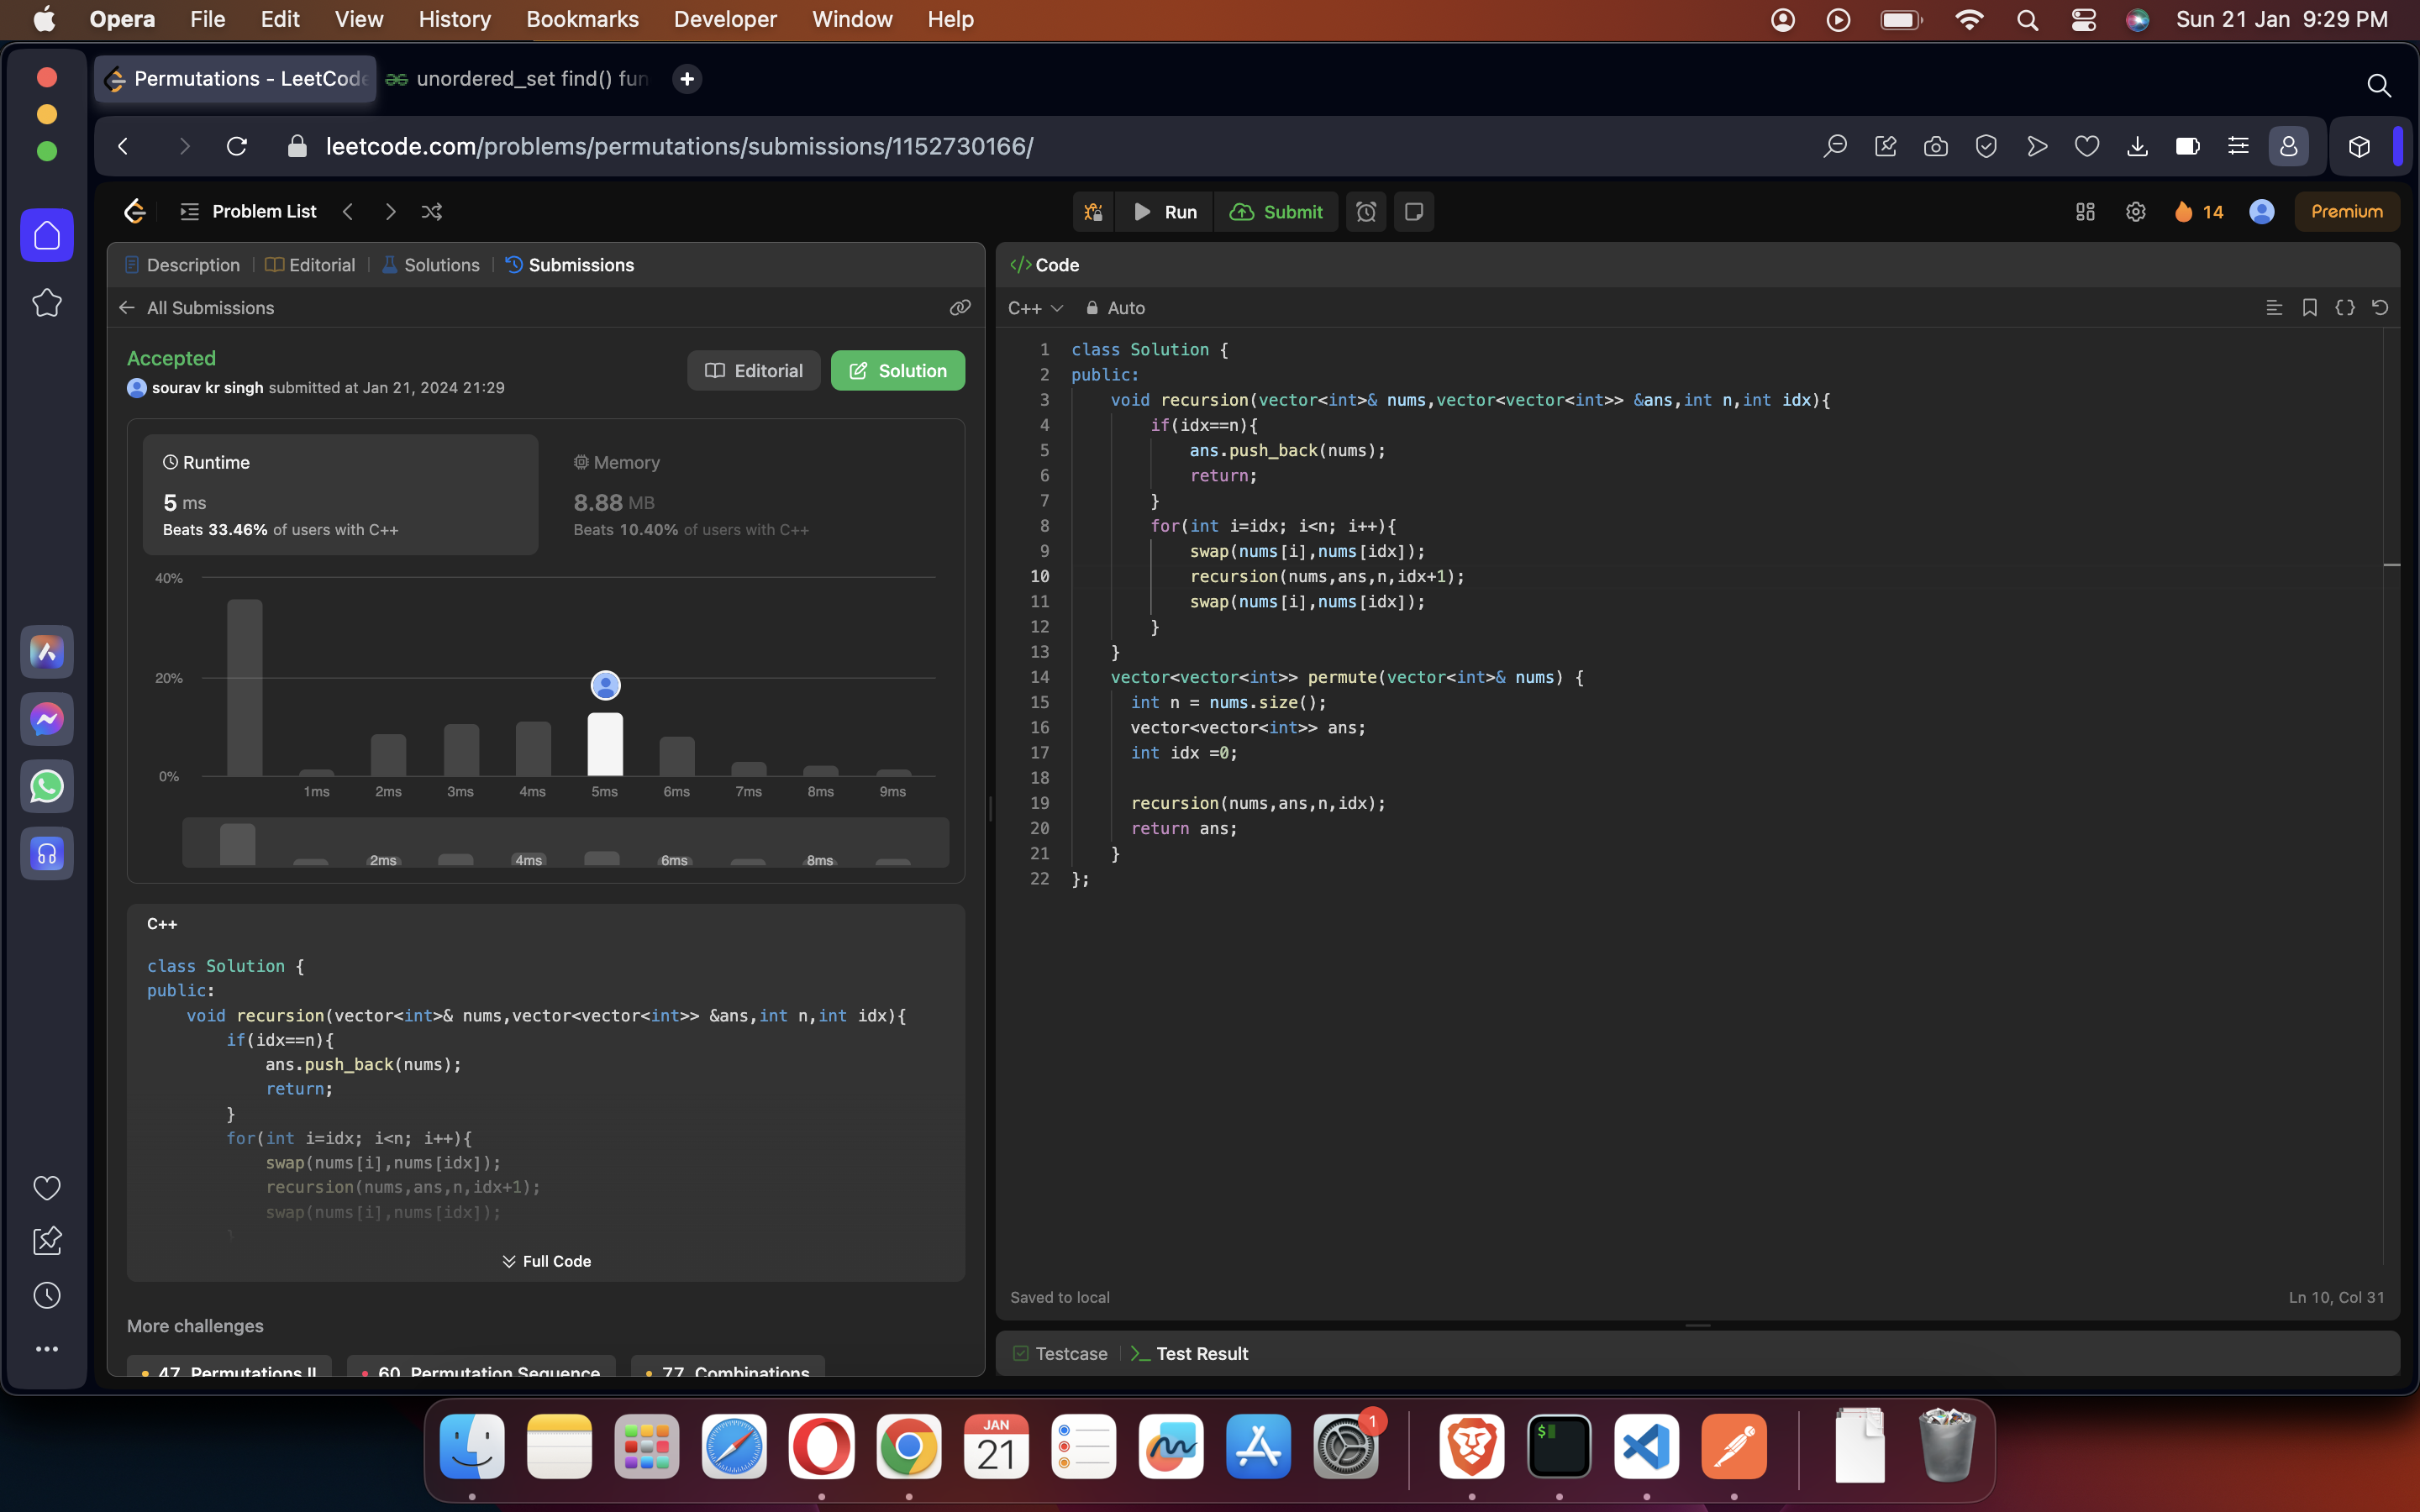 Opera File Edit View History Bookmarks Developer Window Help Sun 21 Jan 9:29 PM
Permutations - LeetCode unordered_set find() fun
leetcode.com/problems/permutations/submissions/1152730166/
Problem List Run Submit 14 Premium
Description Editorial Solutions Submissions
All Submissions
Accepted
sourav kr singh submitted at Jan 21, 2024 21:29
Editorial Solution
Runtime
5 ms
Beats 33.46% of users with C++
Memory
8.88 MB
Beats 10.40% of users with C++
40%
20%
0%
1ms 2ms 3ms 4ms 5ms 6ms 7ms 8ms 9ms
2ms 4ms 6ms 8ms
C++
class Solution {
public:
    void recursion(vector<int>& nums,vector<vector<int>> &ans,int n,int idx){
        if(idx==n){
            ans.push_back(nums);
            return;
        }
        for(int i=idx; i<n; i++){
            swap(nums[i],nums[idx]);
            recursion(nums,ans,n,idx+1);
            swap(nums[i],nums[idx]);
        }
Full Code
More challenges
47. Permutations II 60. Permutation Sequence 77. Combinations
</> Code
C++ Auto
1 class Solution {
2 public:
3     void recursion(vector<int>& nums,vector<vector<int>> &ans,int n,int idx){
4         if(idx==n){
5             ans.push_back(nums);
6             return;
7         }
8         for(int i=idx; i<n; i++){
9             swap(nums[i],nums[idx]);
10             recursion(nums,ans,n,idx+1);
11             swap(nums[i],nums[idx]);
12         }
13     }
14     vector<vector<int>> permute(vector<int>& nums) {
15       int n = nums.size();
16       vector<vector<int>> ans;
17       int idx =0;
18
19       recursion(nums,ans,n,idx);
20       return ans;
21     }
22 };
Saved to local Ln 10, Col 31
Testcase Test Result
JAN
21
1
$